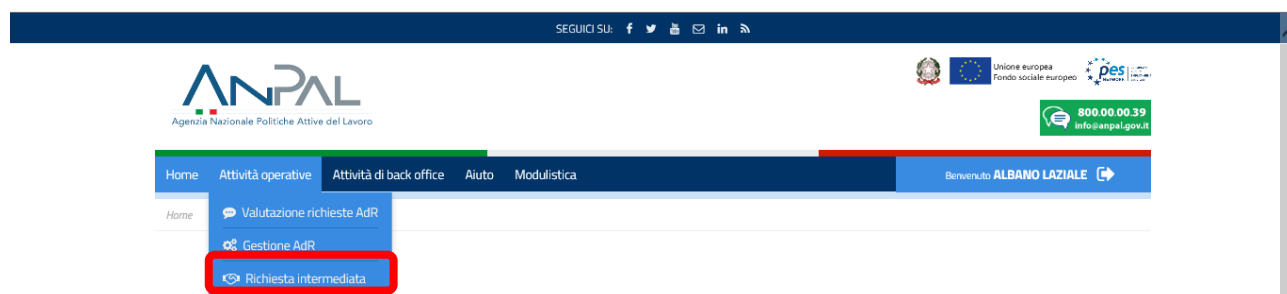 SEGUICI SU:
ANPAL
Agenzia Nazionale Politiche Attive del Lavoro
Unione europea
Fondo sociale europeo
pes
NETWORK
800.00.00.39
info@anpal.gov.it
Home Attività operative Attività di back office Aiuto Modulistica Benvenuto ALBANO LAZIALE
Home
Valutazione richieste AdR
Gestione AdR
Richiesta intermediata